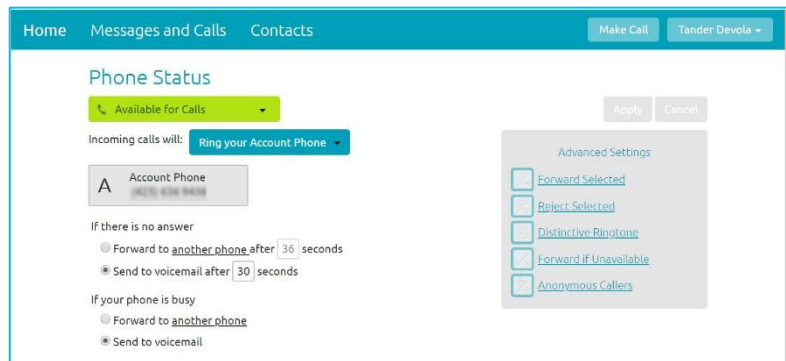 Home Messages and Calls Contacts Make Call Tander Devola
Phone Status
Available for Calls
Apply Cancel
Incoming calls will: Ring your Account Phone
A Account Phone
If there is no answer
Forward to another phone after 36 seconds
Send to voicemail after 30 seconds
If your phone is busy
Forward to another phone
Send to voicemail
Advanced Settings
Forward Selected
Reject Selected
Distinctive Ringtone
Forward if Unavailable
Anonymous Callers